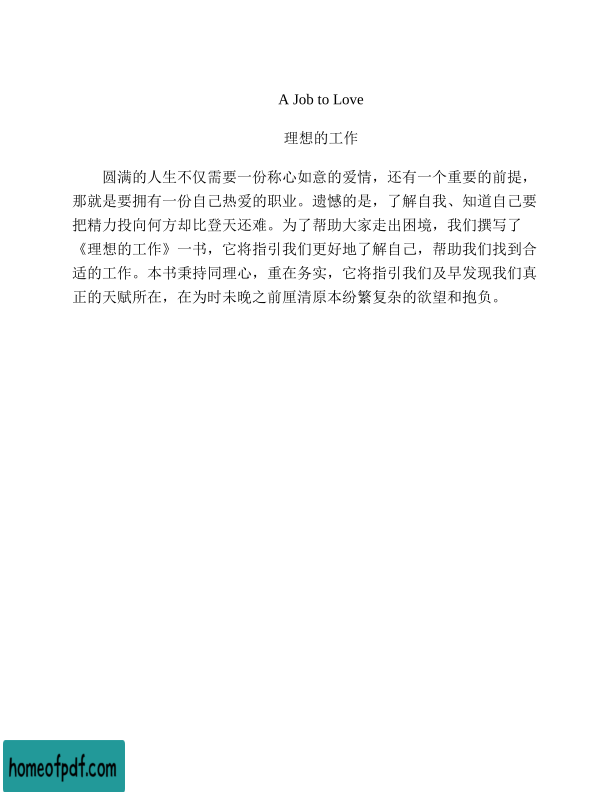 A Job to Love
理想的工作
圆满的人生不仅需要一份称心如意的爱情，还有一个重要的前提，
那就是要拥有一份自己热爱的职业。遗憾的是，了解自我、知道自己要
把精力投向何方却比登天还难。为了帮助大家走出困境，我们撰写了
《理想的工作》一书，它将指引我们更好地了解自己，帮助我们找到合
适的工作。本书秉持同理心，重在务实，它将指引我们及早发现我们真
正的天赋所在，在为时未晚之前厘清原本纷繁复杂的欲望和抱负。
homeofpdf.com